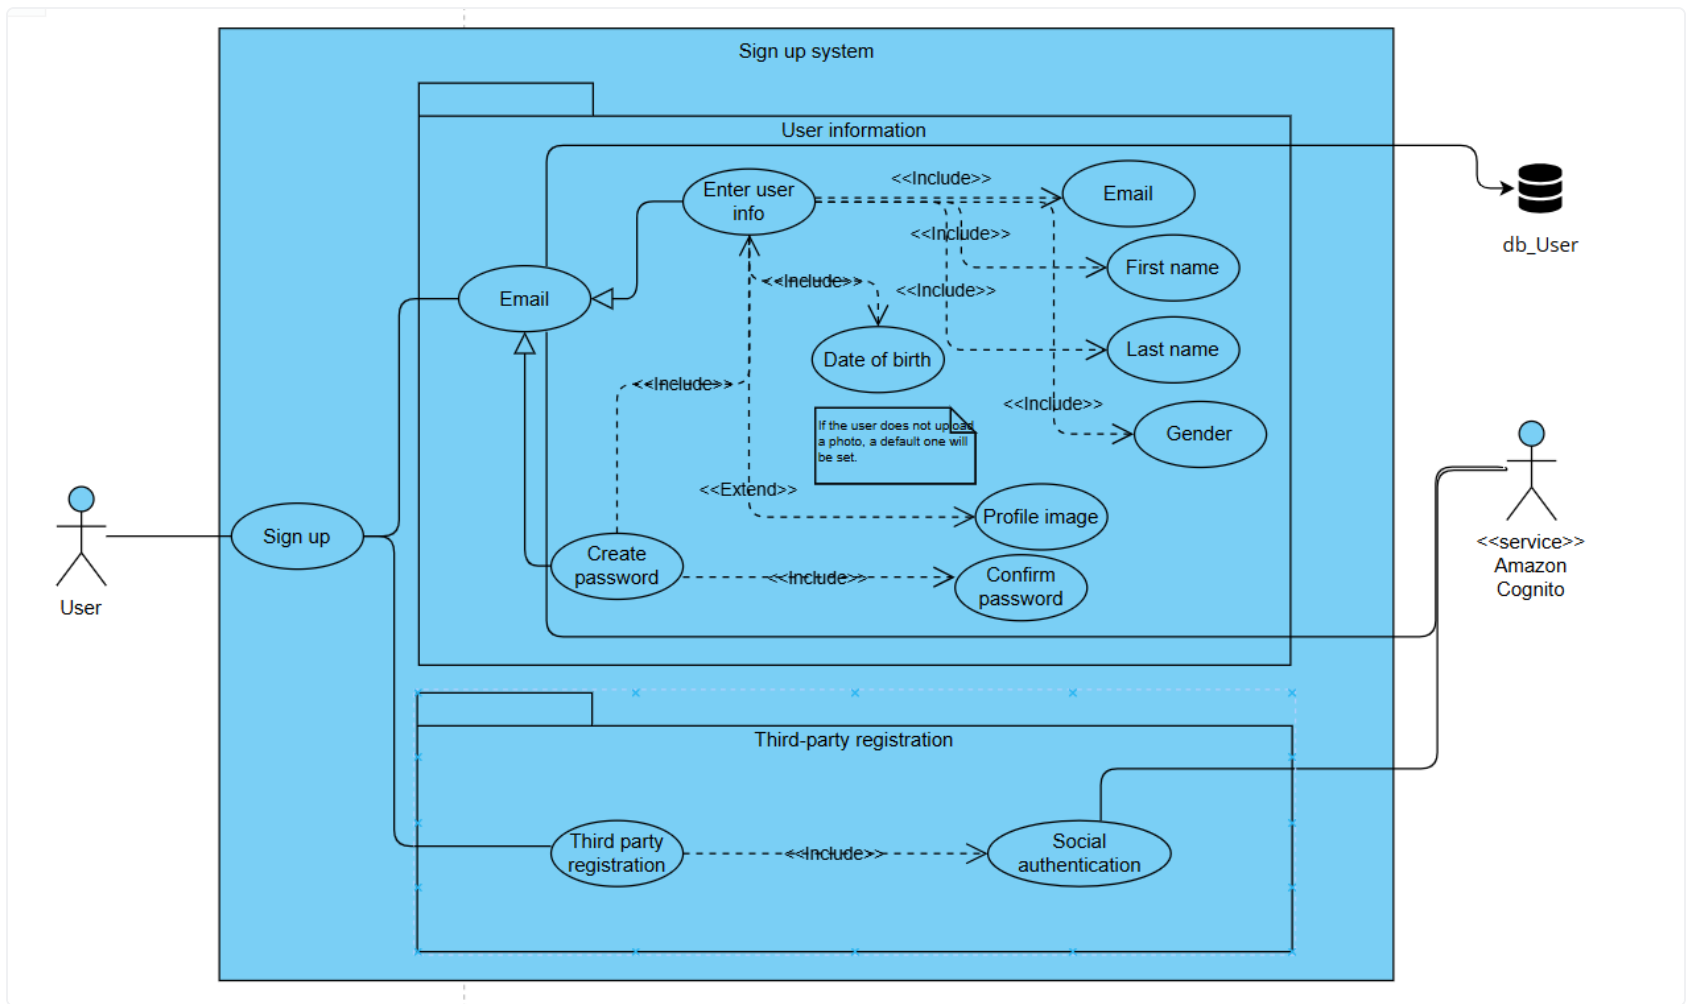 Sign up system
User information
Enter user
info
<<Include>>
Email
<<Include>>
First name
<<Include>>
<<Include>>
Email
Last name
Date of birth
<<Include>>
<<Include>>
Gender
If the user does not upload
a photo, a default one will
be set.
<<Extend>>
Profile image
Sign up
Create
password
<<Include>>
Confirm
password
User
db_User
<<service>>
Amazon
Cognito
Third-party registration
Third party
registration
<<Include>>
Social
authentication